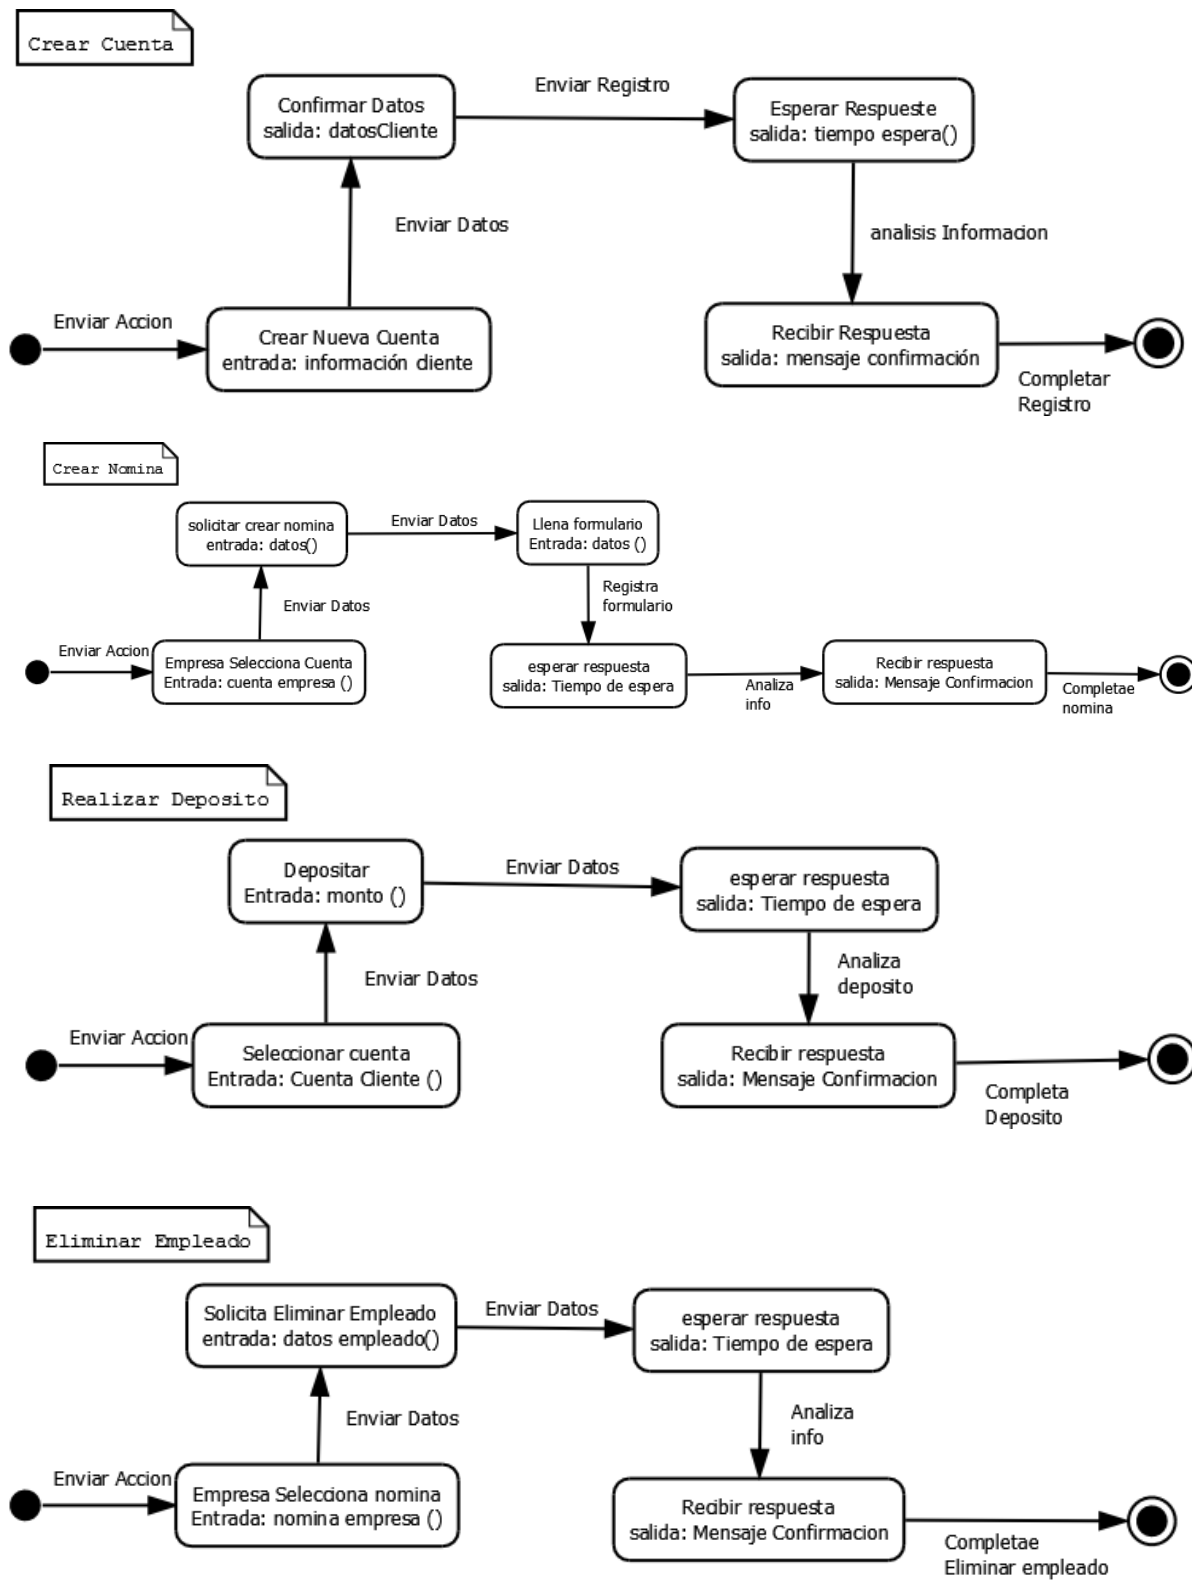 Crear Cuenta
Confirmar Datos
salida: datosCliente
Enviar Registro
Esperar Respueste
salida: tiempo espera()
Enviar Datos
analisis Informacion
Enviar Accion
Crear Nueva Cuenta
entrada: información cliente
Recibir Respuesta
salida: mensaje confirmación
Completar
Registro
Crear Nomina
solicitar crear nomina
entrada: datos()
Enviar Datos
Llena formulario
Entrada: datos ()
Enviar Datos
Registra
formulario
Enviar Accion
Empresa Selecciona Cuenta
Entrada: cuenta empresa ()
esperar respuesta
salida: Tiempo de espera
Analiza
info
Recibir respuesta
salida: Mensaje Confirmacion
Completae
nomina
Realizar Deposito
Depositar
Entrada: monto ()
Enviar Datos
esperar respuesta
salida: Tiempo de espera
Enviar Datos
Analiza
deposito
Enviar Accion
Seleccionar cuenta
Entrada: Cuenta Cliente ()
Recibir respuesta
salida: Mensaje Confirmacion
Completa
Deposito
Eliminar Empleado
Solicita Eliminar Empleado
entrada: datos empleado()
Enviar Datos
esperar respuesta
salida: Tiempo de espera
Enviar Datos
Analiza
info
Enviar Accion
Empresa Selecciona nomina
Entrada: nomina empresa ()
Recibir respuesta
salida: Mensaje Confirmacion
Completae
Eliminar empleado